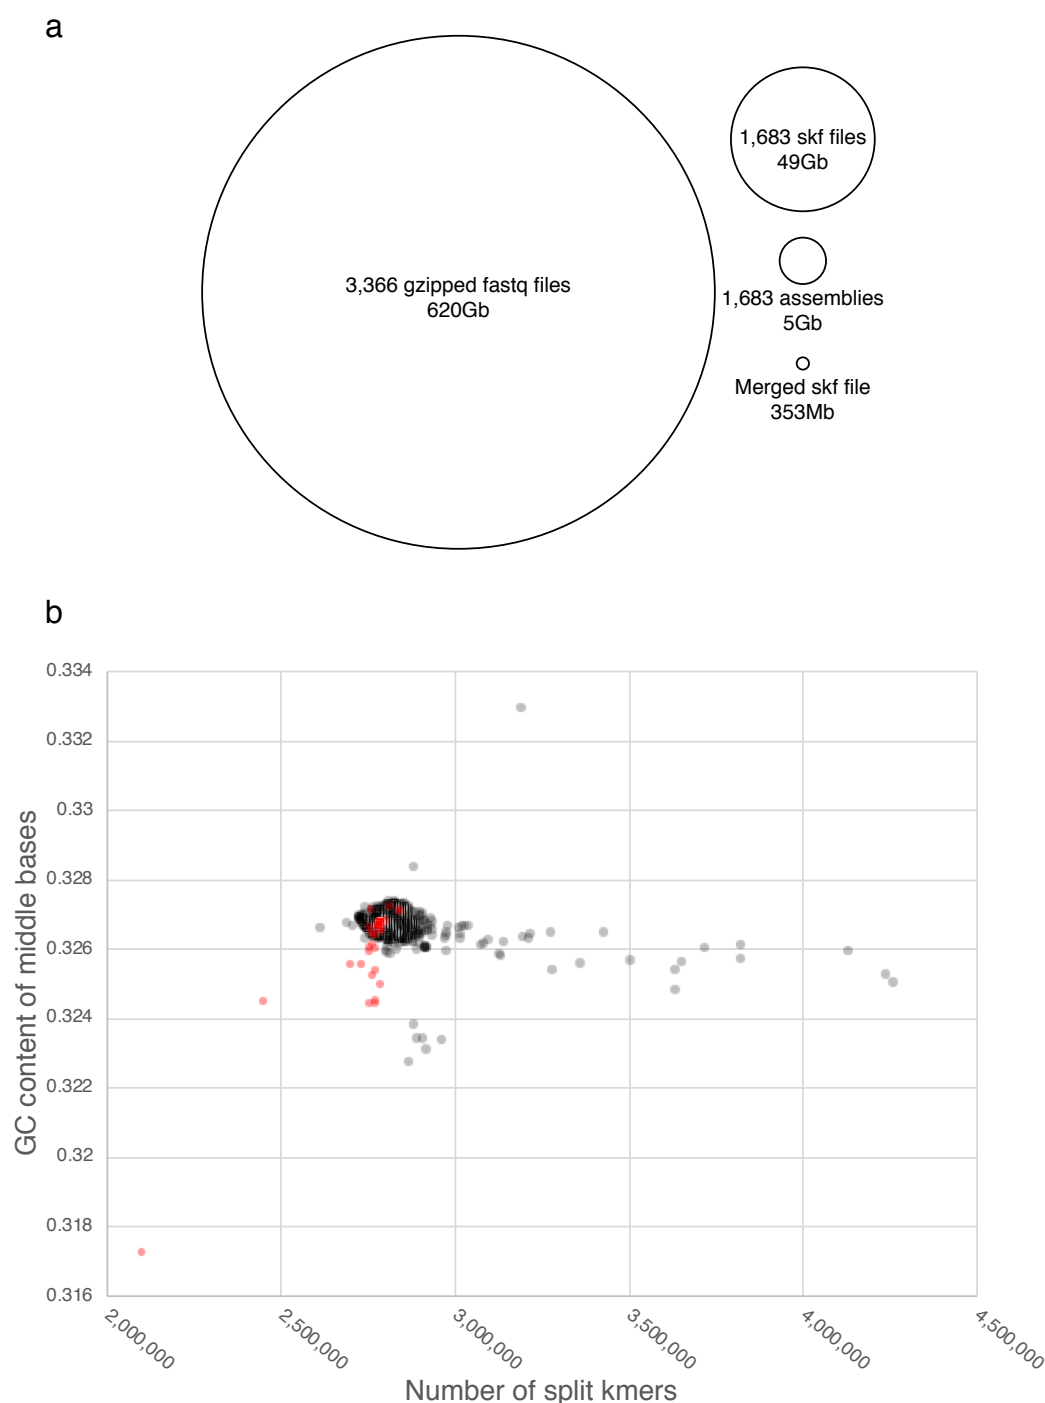 a
3,366 gzipped fastq files
620Gb
1,683 skf files
49Gb
1,683 assemblies
5Gb
Merged skf file
353Mb
b
0.334
0.332
0.33
0.328
0.326
0.324
0.322
0.32
0.318
0.316
GC content of middle bases
2,000,000
2,500,000
3,000,000
3,500,000
4,000,000
4,500,000
Number of split kmers